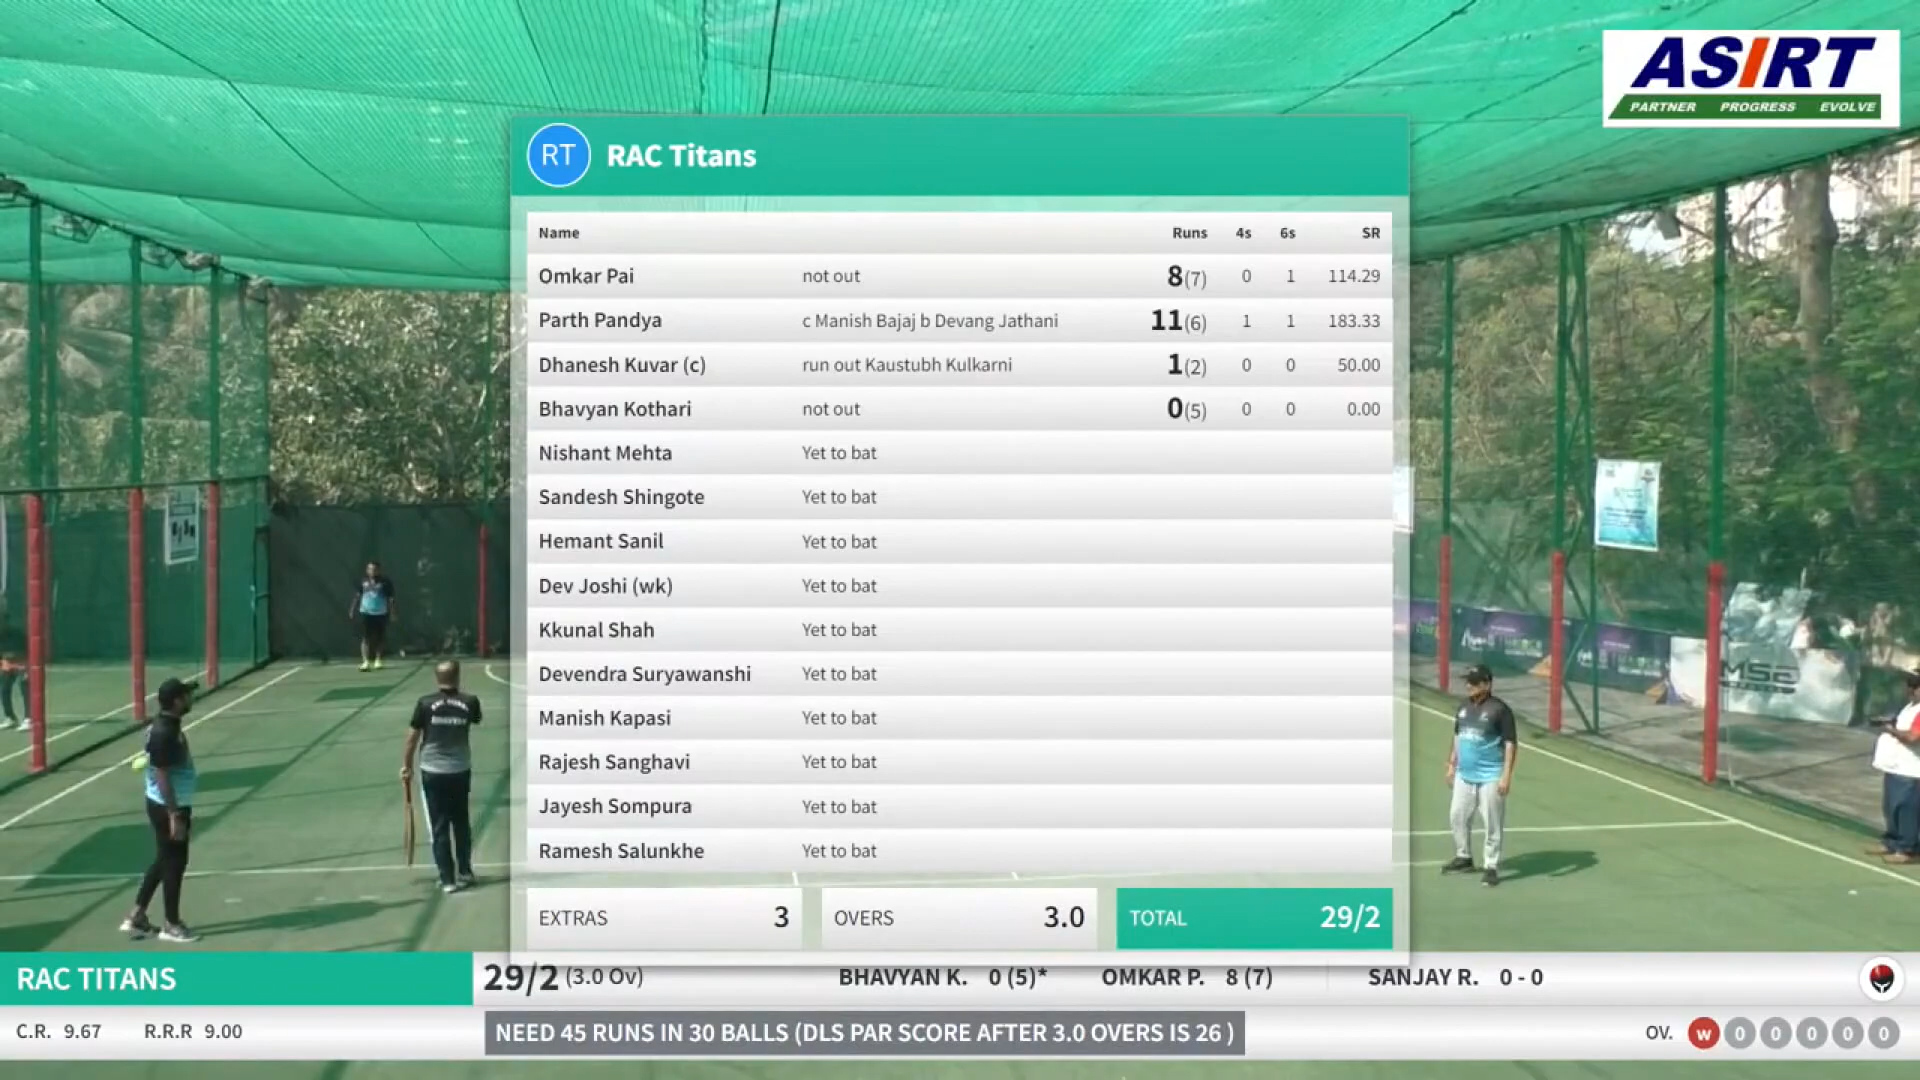 ASIRT
PARTNER PROGRESS EVOLVE
RT RAC Titans
Name Runs 4s 6s SR
Omkar Pai not out 8(7) 0 1 114.29
Parth Pandya c Manish Bajaj b Devang Jathani 11(6) 1 1 183.33
Dhanesh Kuvar (c) run out Kaustubh Kulkarni 1(2) 0 0 50.00
Bhavyan Kothari not out 0(5) 0 0 0.00
Nishant Mehta Yet to bat
Sandesh Shingote Yet to bat
Hemant Sanil Yet to bat
Dev Joshi (wk) Yet to bat
Kkunal Shah Yet to bat
Devendra Suryawanshi Yet to bat
Manish Kapasi Yet to bat
Rajesh Sanghavi Yet to bat
Jayesh Sompura Yet to bat
Ramesh Salunkhe Yet to bat
EXTRAS 3 OVERS 3.0 TOTAL 29/2
RAC TITANS 29/2 (3.0 Ov) BHAVYAN K. 0 (5)* OMKAR P. 8 (7) SANJAY R. 0 - 0
C.R. 9.67 R.R.R 9.00 NEED 45 RUNS IN 30 BALLS (DLS PAR SCORE AFTER 3.0 OVERS IS 26 ) OV. W 0 0 0 0 0